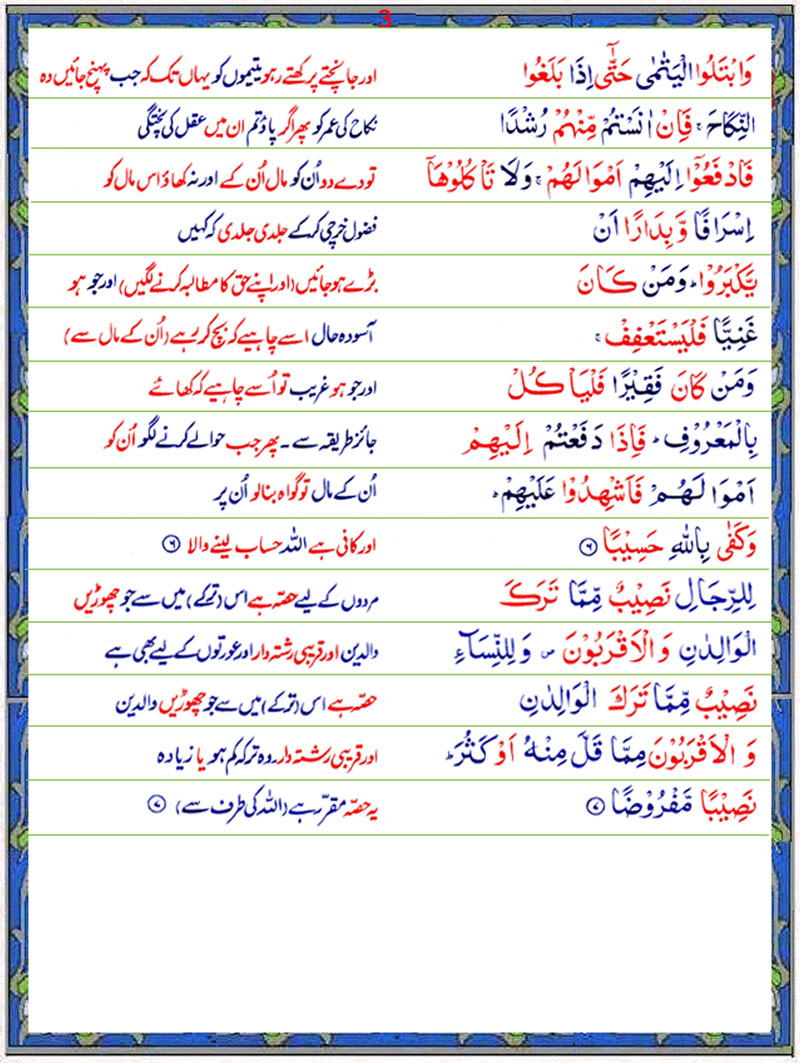 3
وَابْتَلُوا الْيَتٰمٰى حَتّٰۤى اِذَا بَلَغُوا اور جانچتے پرکھتے رہو یتیموں کو یہاں تک کہ جب پہنچ جائیں وہ
النِّكَاحَ ۚ فَاِنْ اٰنَسْتُمْ مِّنْهُمْ رُشْدًا نکاح کی عمر کو پھر اگر پاؤ تم ان میں عقل کی پختگی
فَادْفَعُوْۤا اِلَيْهِمْ اَمْوَالَهُمْ ۚ وَلَا تَاْكُلُوْهَاۤ تو دے دو اُن کو مال اُن کے اور نہ کھاؤ اس مال کو
اِسْرَافًا وَّبِدَارًا اَنْ فضول خرچی کرکے جلدی جلدی کہ کہیں
يَّكْبَرُوْا ؕ وَمَنْ كَانَ بڑے ہو جائیں (اور اپنے حق کا مطالبہ کرنے لگیں) اور جو ہو
غَنِيًّا فَلْيَسْتَعْفِفْ ۚ آسودہ حال اسے چاہیے کہ بچ کر رہے (اُن کے مال سے)
وَمَنْ كَانَ فَقِيْرًا فَلْيَاْكُلْ اور جو ہو غریب تو اُسے چاہیے کہ کھائے
بِالْمَعْرُوْفِ ؕ فَاِذَا دَفَعْتُمْ اِلَيْهِمْ جائز طریقہ سے ۔ پھر جب حوالے کرنے لگو اُن کو
اَمْوَالَهُمْ فَاَشْهِدُوْا عَلَيْهِمْ ؕ اُن کے مال تو گواہ بنالو اُن پر
وَكَفٰى بِاللّٰهِ حَسِيْبًا ۶ اور کافی ہے اللہ حساب لینے والا ۶
لِلرِّجَالِ نَصِيْبٌ مِّمَّا تَرَكَ مردوں کے لیے حصّہ ہے اس (ترکے) میں سے جو چھوڑیں
الْوَالِدٰنِ وَالْاَقْرَبُوْنَ ۪ وَلِلنِّسَآءِ والدین اور قریبی رشتہ دار اور عورتوں کے لیے بھی ہے
نَصِيْبٌ مِّمَّا تَرَكَ الْوَالِدٰنِ حصّہ ہے اس (ترکے) میں سے جو چھوڑیں والدین
وَالْاَقْرَبُوْنَ مِمَّا قَلَّ مِنْهُ اَوْ كَثُرَ ؕ اور قریبی رشتہ دار۔ وہ ترکہ کم ہو یا زیادہ
نَصِيْبًا مَّفْرُوْضًا ۷ یہ حصّہ مقرّر ہے (اللہ کی طرف سے) ۷